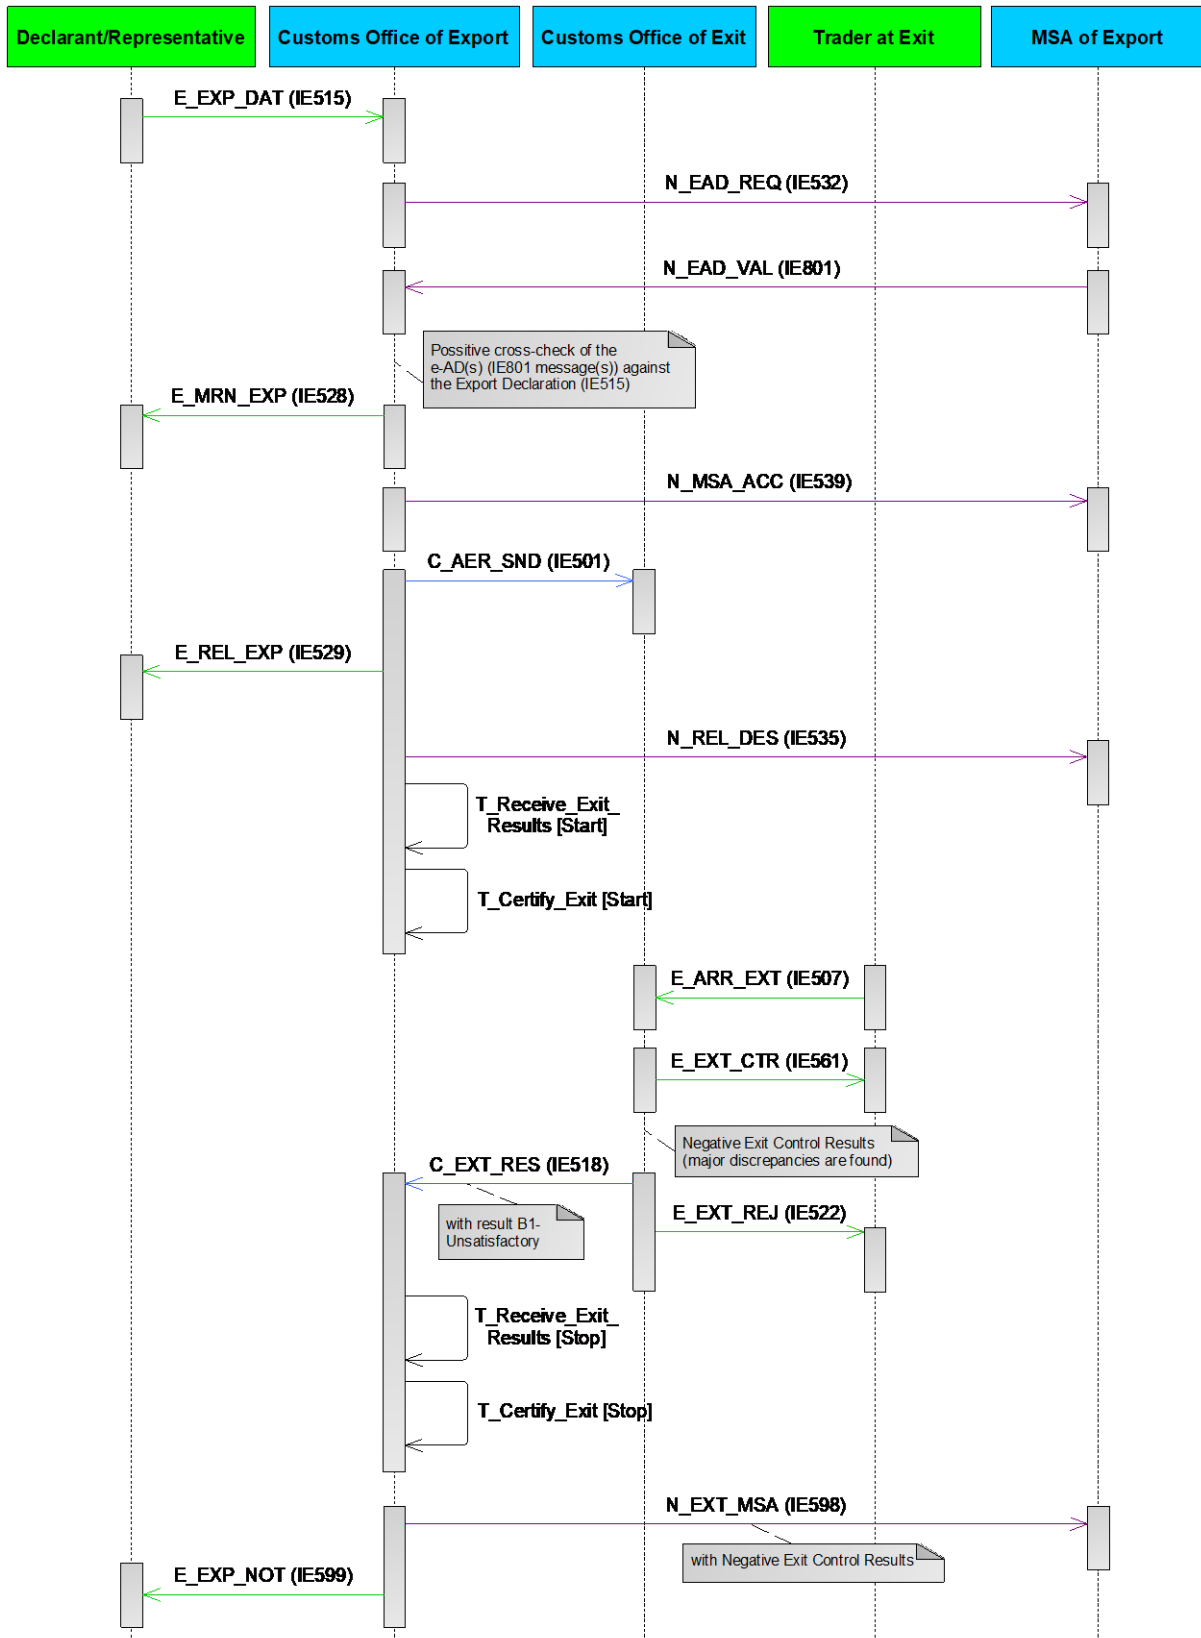 Declarant/Representative
Customs Office of Export
Customs Office of Exit
Trader at Exit
MSA of Export
E_EXP_DAT (IE515)
N_EAD_REQ (IE532)
N_EAD_VAL (IE801)
Possitive cross-check of the
e-AD(s) (IE801 message(s)) against
the Export Declaration (IE515)
E_MRN_EXP (IE528)
N_MSA_ACC (IE539)
C_AER_SND (IE501)
E_REL_EXP (IE529)
N_REL_DES (IE535)
T_Receive_Exit_
Results [Start]
T_Certify_Exit [Start]
E_ARR_EXT (IE507)
E_EXT_CTR (IE561)
Negative Exit Control Results
(major discrepancies are found)
C_EXT_RES (IE518)
with result B1-
Unsatisfactory
E_EXT_REJ (IE522)
T_Receive_Exit_
Results [Stop]
T_Certify_Exit [Stop]
N_EXT_MSA (IE598)
with Negative Exit Control Results
E_EXP_NOT (IE599)